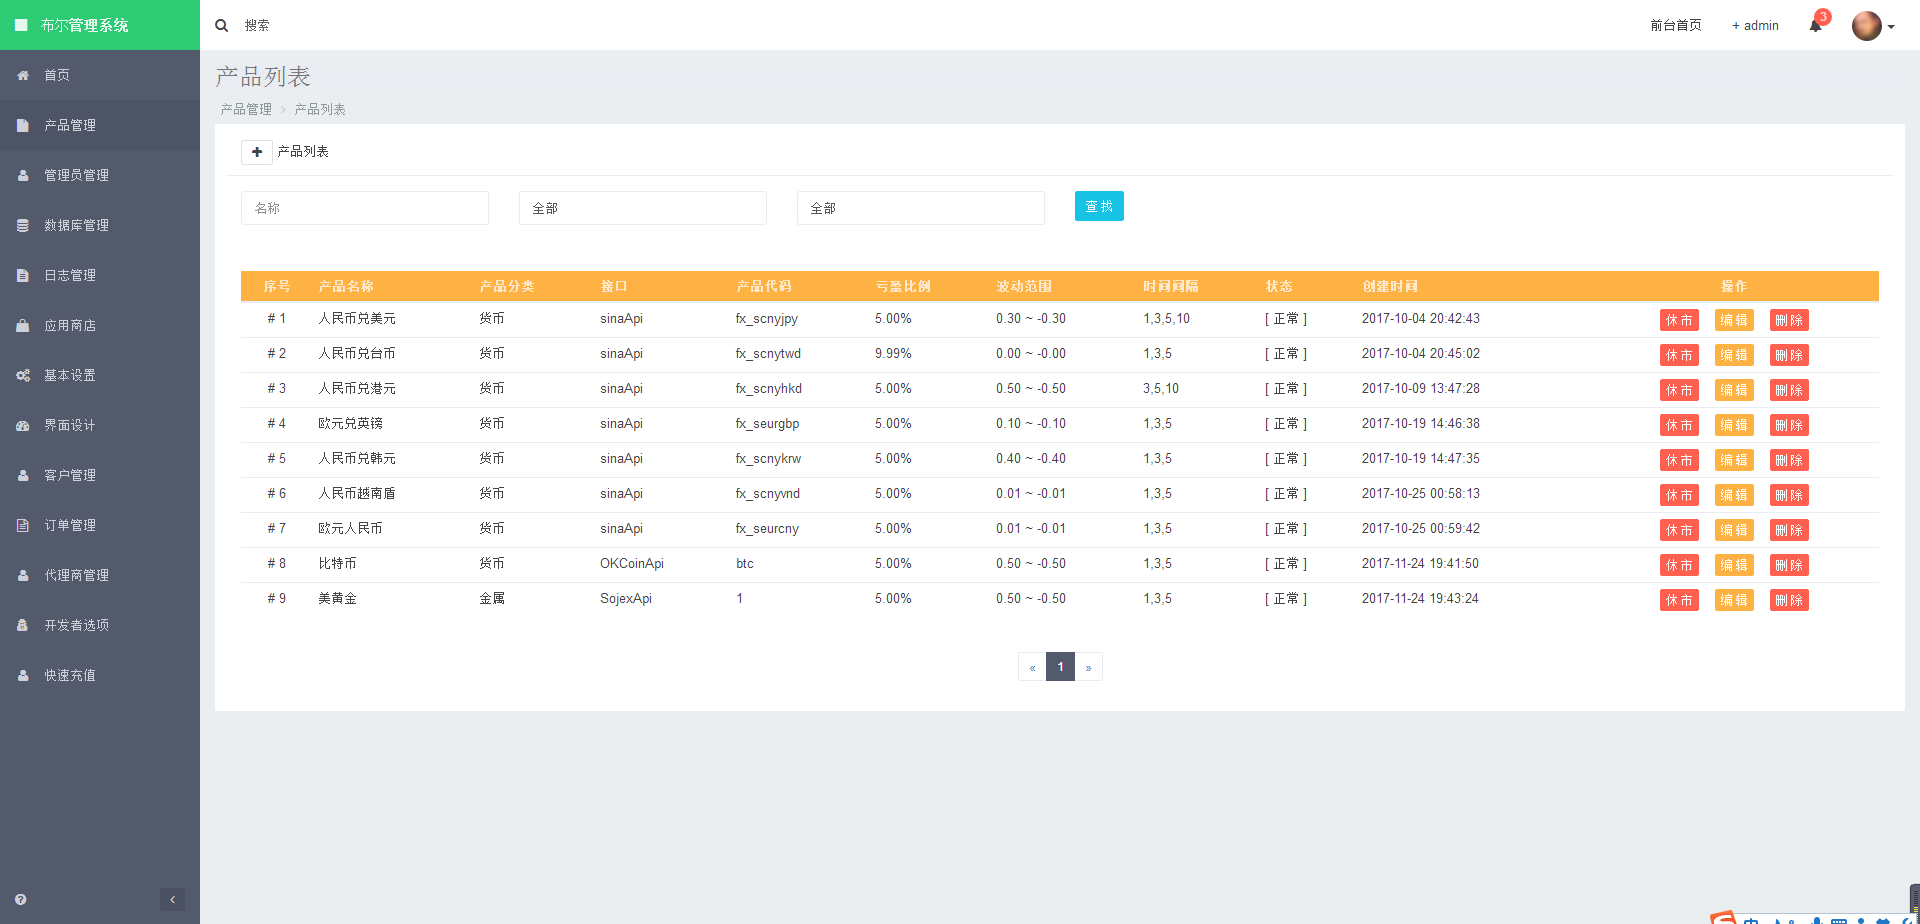 布尔管理系统
搜索
前台首页
+ admin
3
首页
产品管理
管理员管理
数据库管理
日志管理
应用商店
基本设置
界面设计
客户管理
订单管理
代理商管理
开发者选项
快速充值
产品列表
产品管理 > 产品列表
+ 产品列表
名称 全部 全部 查 找
序号 产品名称 产品分类 接口 产品代码 亏盈比例 波动范围 时间间隔 状态 创建时间 操作
# 1 人民币兑美元 货币 sinaApi fx_scnyjpy 5.00% 0.30 ~ -0.30 1,3,5,10 [ 正常 ] 2017-10-04 20:42:43 休 市 编 辑 删 除
# 2 人民币兑台币 货币 sinaApi fx_scnytwd 9.99% 0.00 ~ -0.00 1,3,5 [ 正常 ] 2017-10-04 20:45:02 休 市 编 辑 删 除
# 3 人民币兑港元 货币 sinaApi fx_scnyhkd 5.00% 0.50 ~ -0.50 3,5,10 [ 正常 ] 2017-10-09 13:47:28 休 市 编 辑 删 除
# 4 欧元兑英镑 货币 sinaApi fx_seurgbp 5.00% 0.10 ~ -0.10 1,3,5 [ 正常 ] 2017-10-19 14:46:38 休 市 编 辑 删 除
# 5 人民币兑韩元 货币 sinaApi fx_scnykrw 5.00% 0.40 ~ -0.40 1,3,5 [ 正常 ] 2017-10-19 14:47:35 休 市 编 辑 删 除
# 6 人民币越南盾 货币 sinaApi fx_scnyvnd 5.00% 0.01 ~ -0.01 1,3,5 [ 正常 ] 2017-10-25 00:58:13 休 市 编 辑 删 除
# 7 欧元人民币 货币 sinaApi fx_seurcny 5.00% 0.01 ~ -0.01 1,3,5 [ 正常 ] 2017-10-25 00:59:42 休 市 编 辑 删 除
# 8 比特币 货币 OKCoinApi btc 5.00% 0.50 ~ -0.50 1,3,5 [ 正常 ] 2017-11-24 19:41:50 休 市 编 辑 删 除
# 9 美黄金 金属 SojexApi 1 5.00% 0.50 ~ -0.50 1,3,5 [ 正常 ] 2017-11-24 19:43:24 休 市 编 辑 删 除
« 1 »